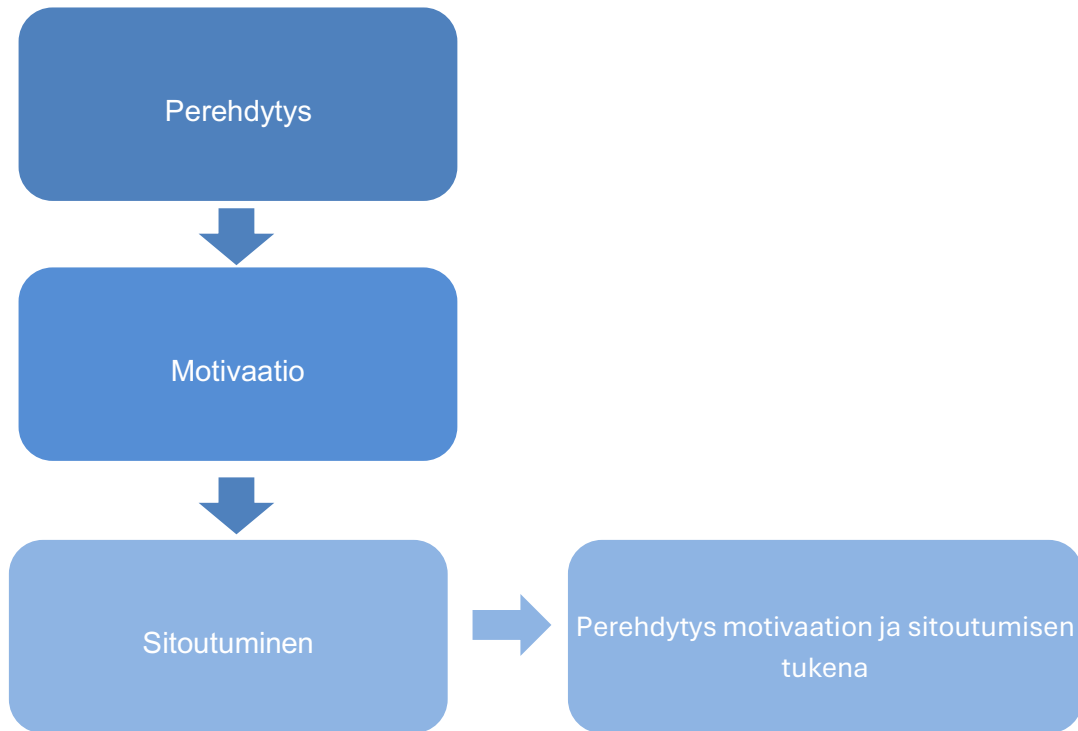 Perehdytys
Motivaatio
Sitoutuminen
Perehdytys motivaation ja sitoutumisen
tukena